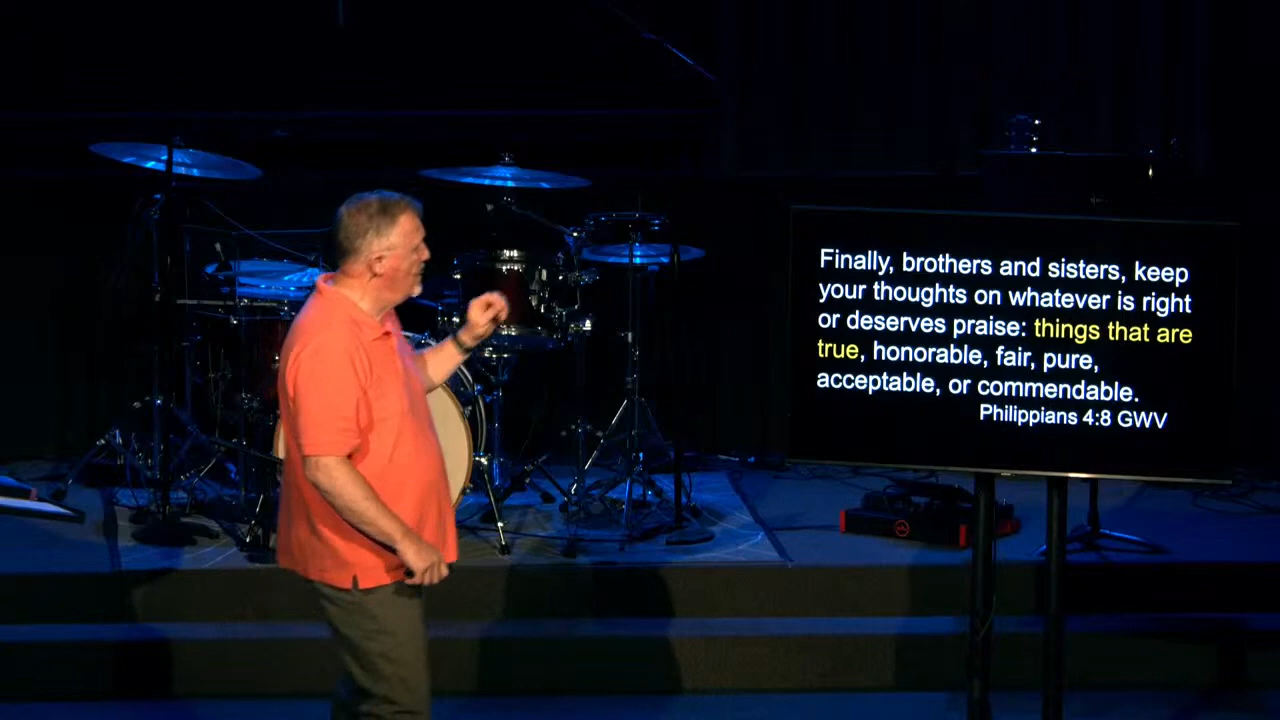 Finally, brothers and sisters, keep
your thoughts on whatever is right
or deserves praise: things that are
true, honorable, fair, pure,
acceptable, or commendable.
Philippians 4:8 GWV